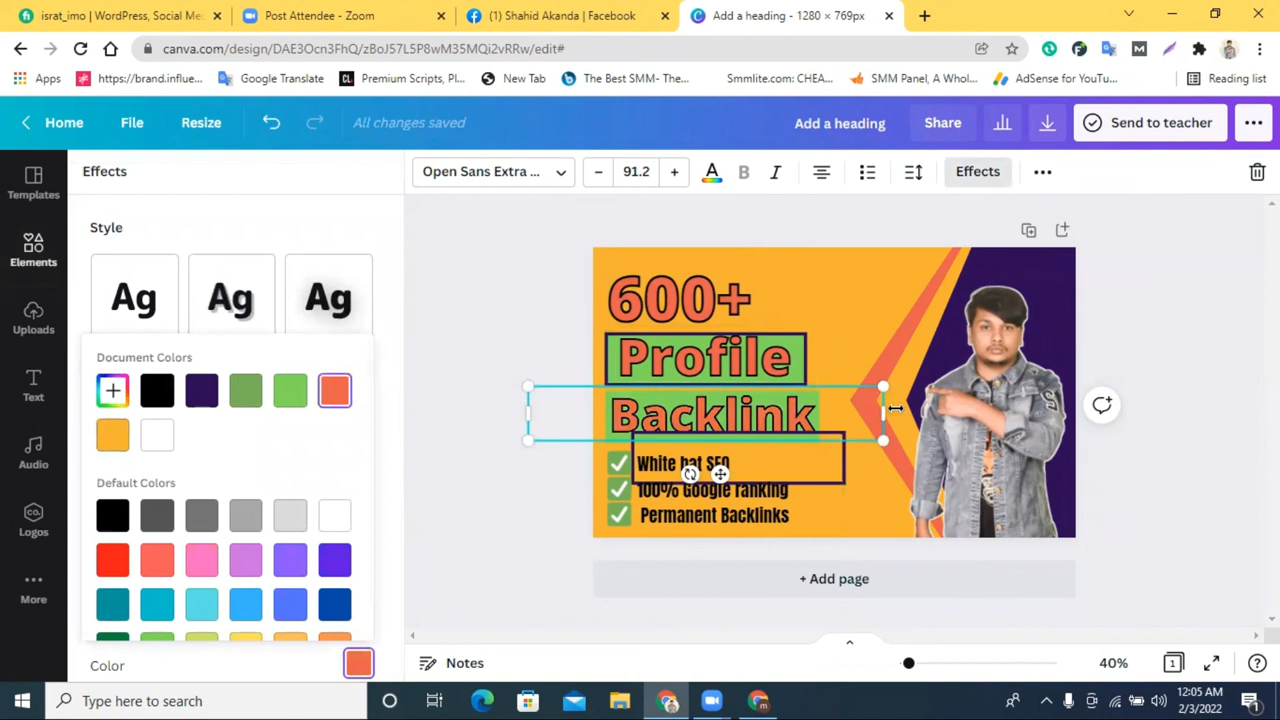 israt_imo | WordPress, Social Me
Post Attendee - Zoom
(1) Shahid Akanda | Facebook
Add a heading - 1280 × 769px
canva.com/design/DAE3Ocn3FhQ/zBoJ57L5P8wM35MQi2vRRw/edit#
Apps
https://brand.influe...
Google Translate
Premium Scripts, Pl...
New Tab
The Best SMM- The...
Smmlite.com: CHEA...
SMM Panel, A Whol...
AdSense for YouTu...
Reading list
Home
File
Resize
All changes saved
Add a heading
Share
Send to teacher
Effects
Open Sans Extra ...
91.2
A
B
I
Effects
Templates
Elements
Uploads
Text
Audio
Logos
More
Style
Ag
Ag
Ag
Document Colors
Default Colors
Color
600+
Profile
Backlink
White hat SEO
100% Google ranking
Permanent Backlinks
+ Add page
Notes
40%
1
Type here to search
12:05 AM
2/3/2022
1